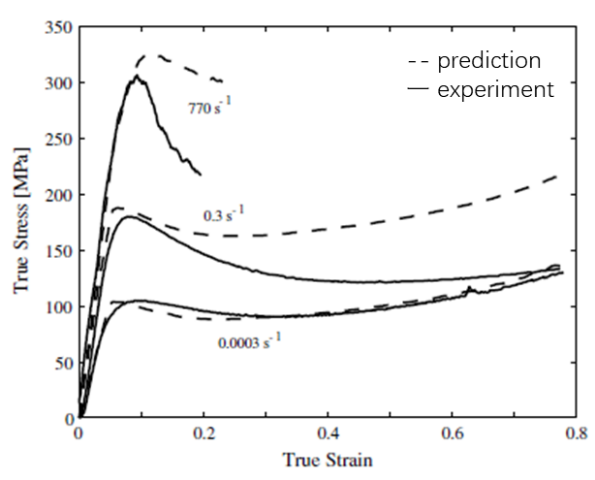 350
-- prediction
300
— experiment
770 s⁻¹
250
True Stress [MPa]
200
0.3 s⁻¹
150
100
0.0003 s⁻¹
50
0
0 0.2 0.4 0.6 0.8
True Strain